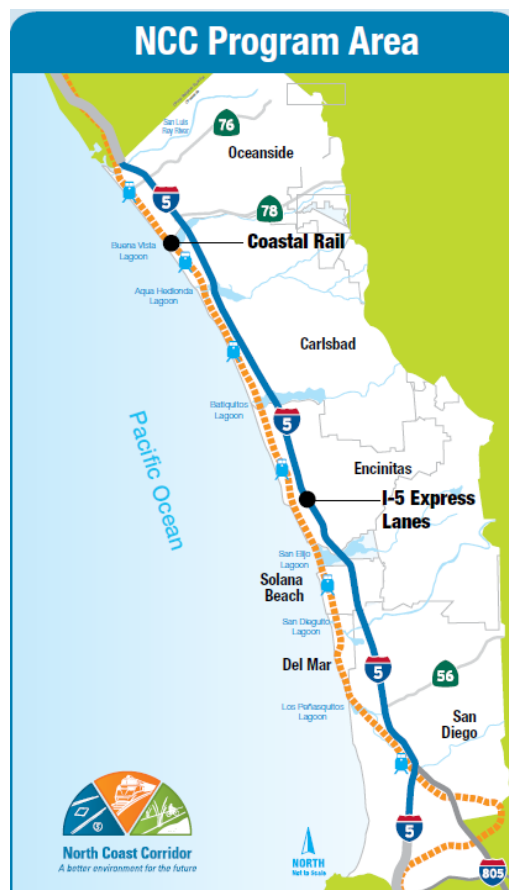 NCC Program Area
San Luis
Rey River
76
Oceanside
5
78
Coastal Rail
Buena Vista
Lagoon
Aqua Hedionda
Lagoon
Carlsbad
Batiquitos
Lagoon
5
Pacific Ocean
Encinitas
I-5 Express
Lanes
San Elijo
Lagoon
Solana
Beach
San Dieguito
Lagoon
Del Mar
5
56
Los Peñasquitos
Lagoon
San
Diego
5
805
North Coast Corridor
A better environment for the future
NORTH
Not to Scale